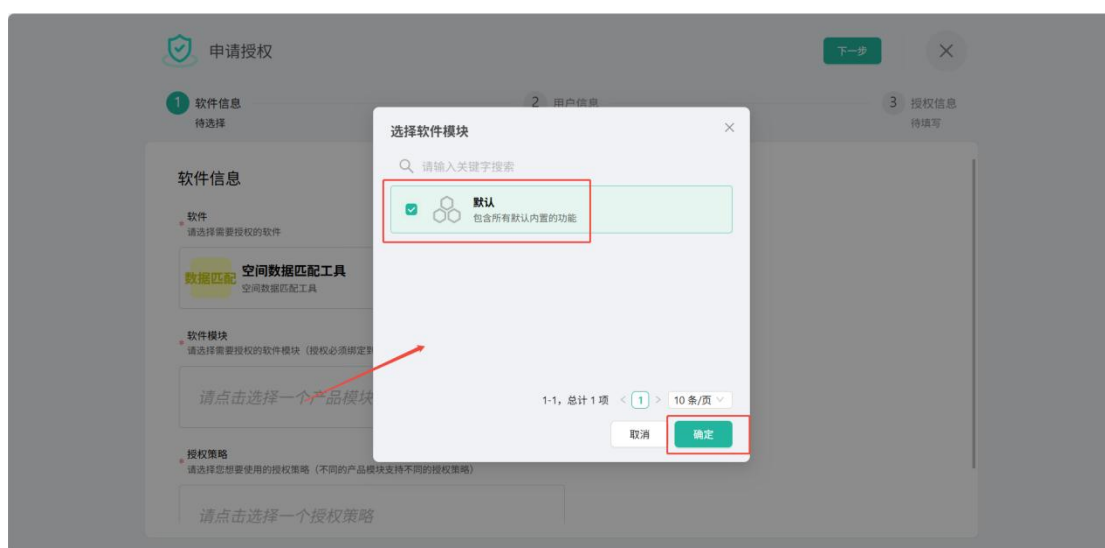 申请授权
下一步
1 软件信息
待选择
2 用户信息
3 授权信息
待填写
软件信息
软件
请选择需要授权的软件
数据匹配
空间数据匹配工具
空间数据匹配工具
软件模块
请选择需要授权的软件模块（授权必须绑定到
请点击选择一个产品模块
授权策略
请选择您想要使用的授权策略（不同的产品模块支持不同的授权策略）
请点击选择一个授权策略
选择软件模块
请输入关键字搜索
默认
包含所有默认内置的功能
1-1，总计 1 项 < 1 > 10 条/页
取消
确定